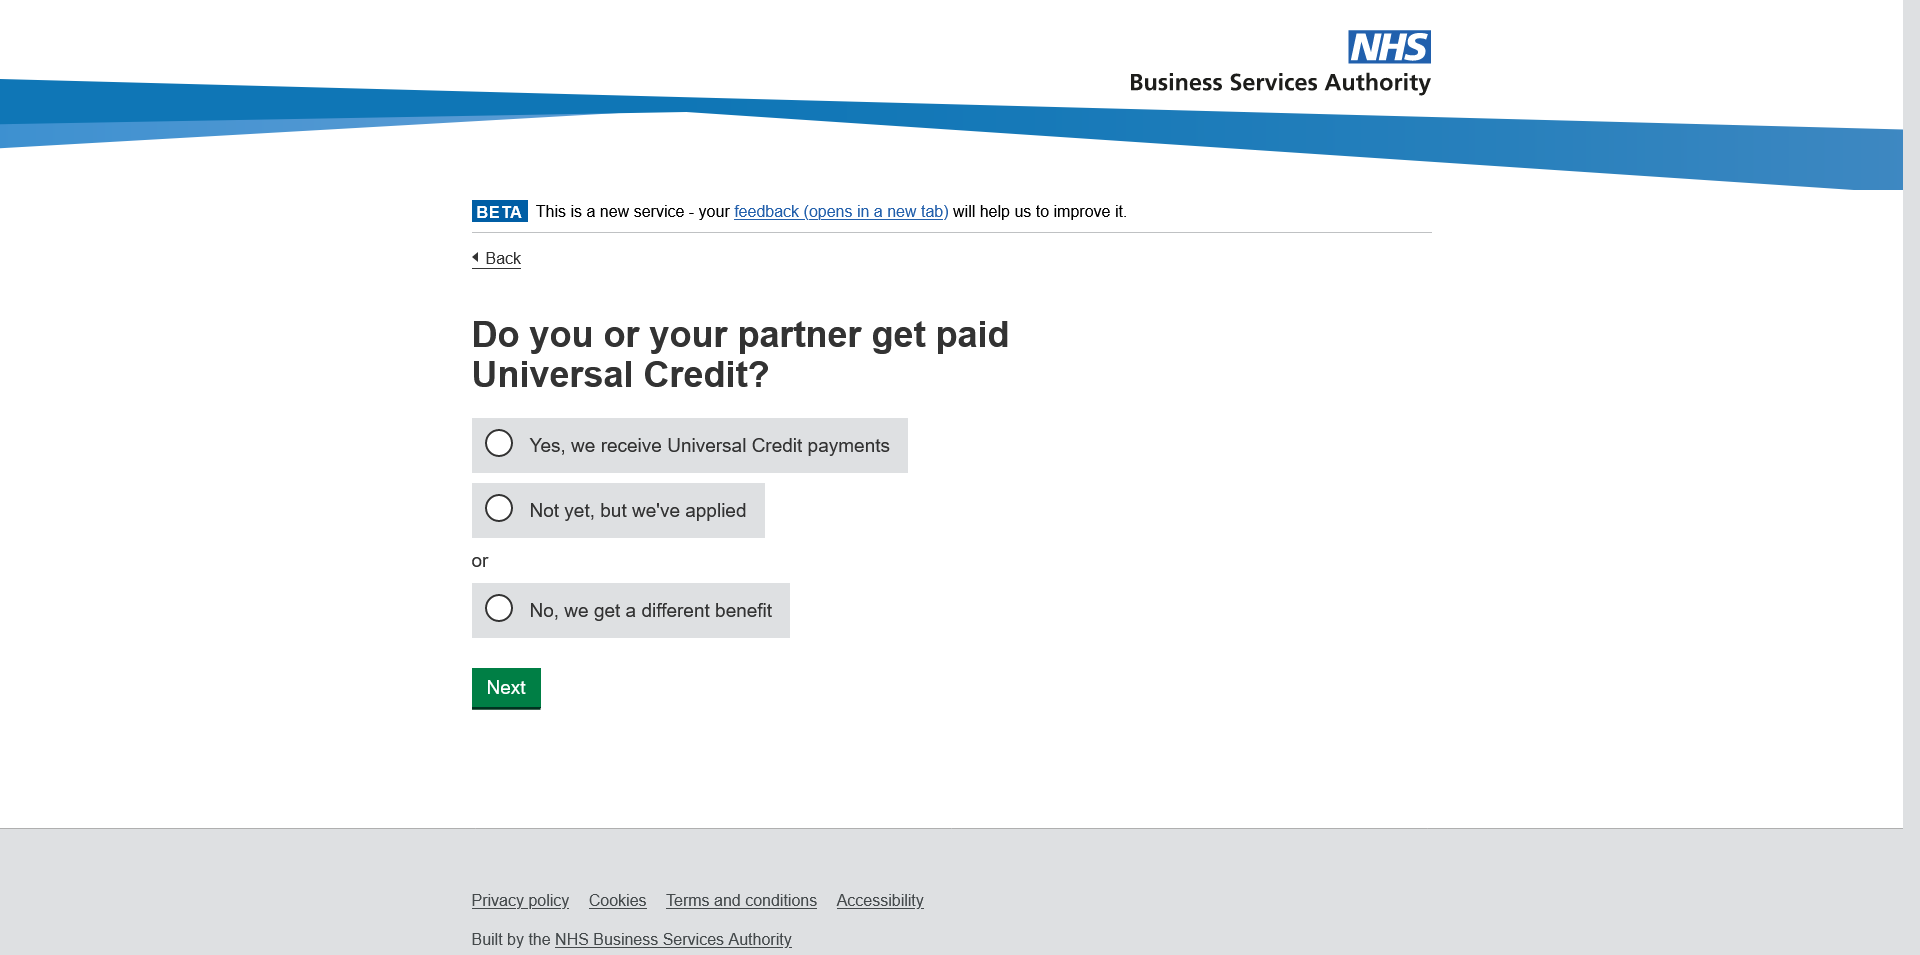 NHS
Business Services Authority
BETA This is a new service - your feedback (opens in a new tab) will help us to improve it.
Back
Do you or your partner get paid
Universal Credit?
Yes, we receive Universal Credit payments
Not yet, but we've applied
or
No, we get a different benefit
Next
Privacy policy Cookies Terms and conditions Accessibility
Built by the NHS Business Services Authority